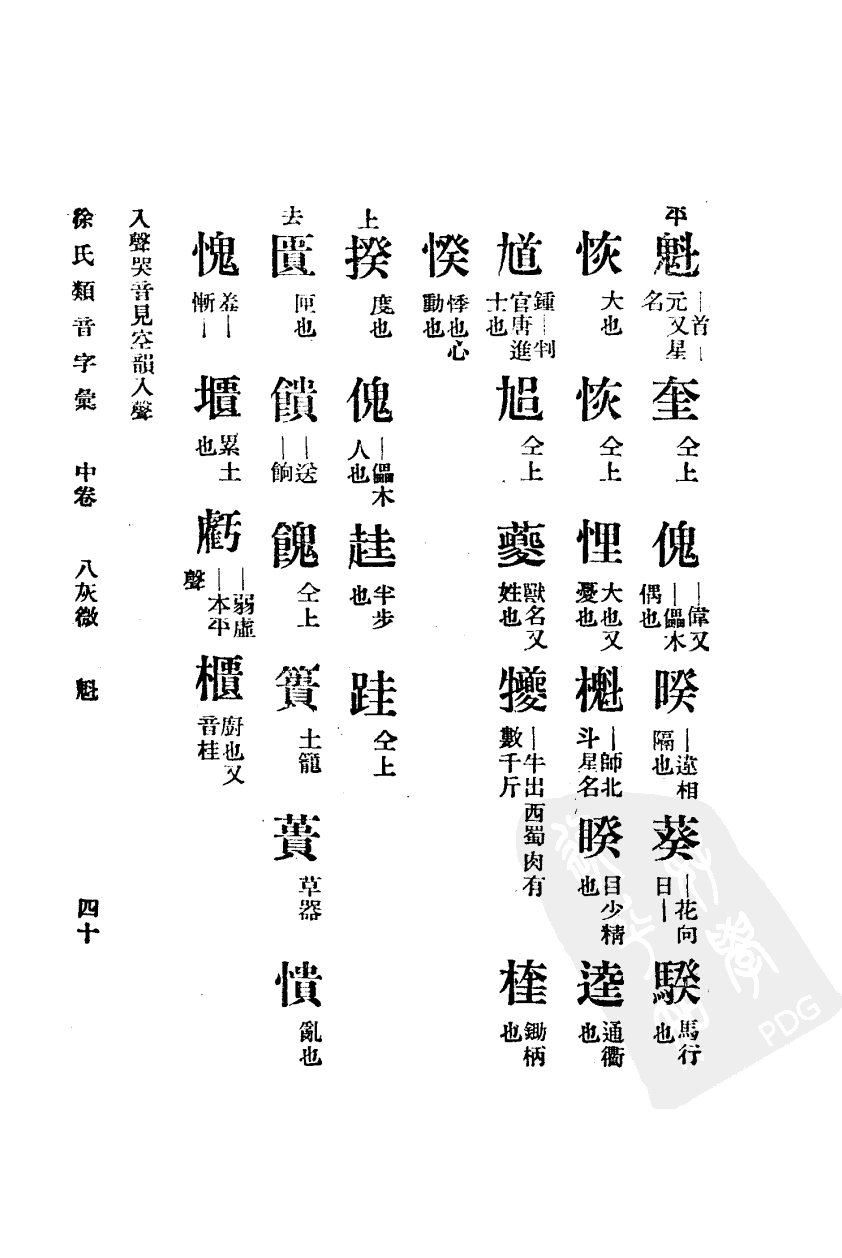 平 魁 ｜首｜元又星名 奎 仝上 傀 ｜偉又｜儡木偶也 暌 ｜違相隔也 葵 ｜花向日｜ 騤 馬行也
恢 大也 恢 仝上 悝 大也又憂也 櫆 ｜師北斗星名 睽 目少精也 逵 通衢也
馗 鍾｜判官唐進士也 仝上 夔 獸名又姓也 犪 ｜牛出西蜀肉有數千斤 楏 鋤柄也
悸也心動也
上 揆 度也 傀 ｜儡木人也 趌 半步也 跬 仝上
去 匱 匣也 饋 ｜送｜餉 餽 仝上 簣 土籠 蕢 草器 憒 亂也
愧 羞｜慚｜ 壏 累土也 虧 ｜弱虛｜本平聲 櫃 廚也又音桂
入聲哭音見空韻入聲
徐氏類音字彙 中卷 八灰微 魁 四十
PDG